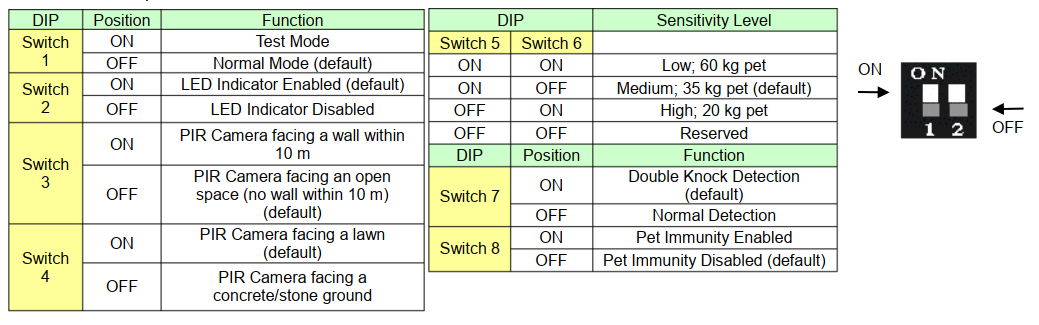 DIP Position Function
Switch 1
ON Test Mode
OFF Normal Mode (default)
Switch 2
ON LED Indicator Enabled (default)
OFF LED Indicator Disabled
Switch 3
ON PIR Camera facing a wall within
10 m
OFF PIR Camera facing an open
space (no wall within 10 m)
(default)
Switch 4
ON PIR Camera facing a lawn
(default)
OFF PIR Camera facing a
concrete/stone ground
DIP Sensitivity Level
Switch 5 Switch 6
ON ON Low; 60 kg pet
ON OFF Medium; 35 kg pet (default)
OFF ON High; 20 kg pet
OFF OFF Reserved
DIP Position Function
Switch 7
ON Double Knock Detection
(default)
OFF Normal Detection
Switch 8
ON Pet Immunity Enabled
OFF Pet Immunity Disabled (default)
ON
ON
1 2
OFF